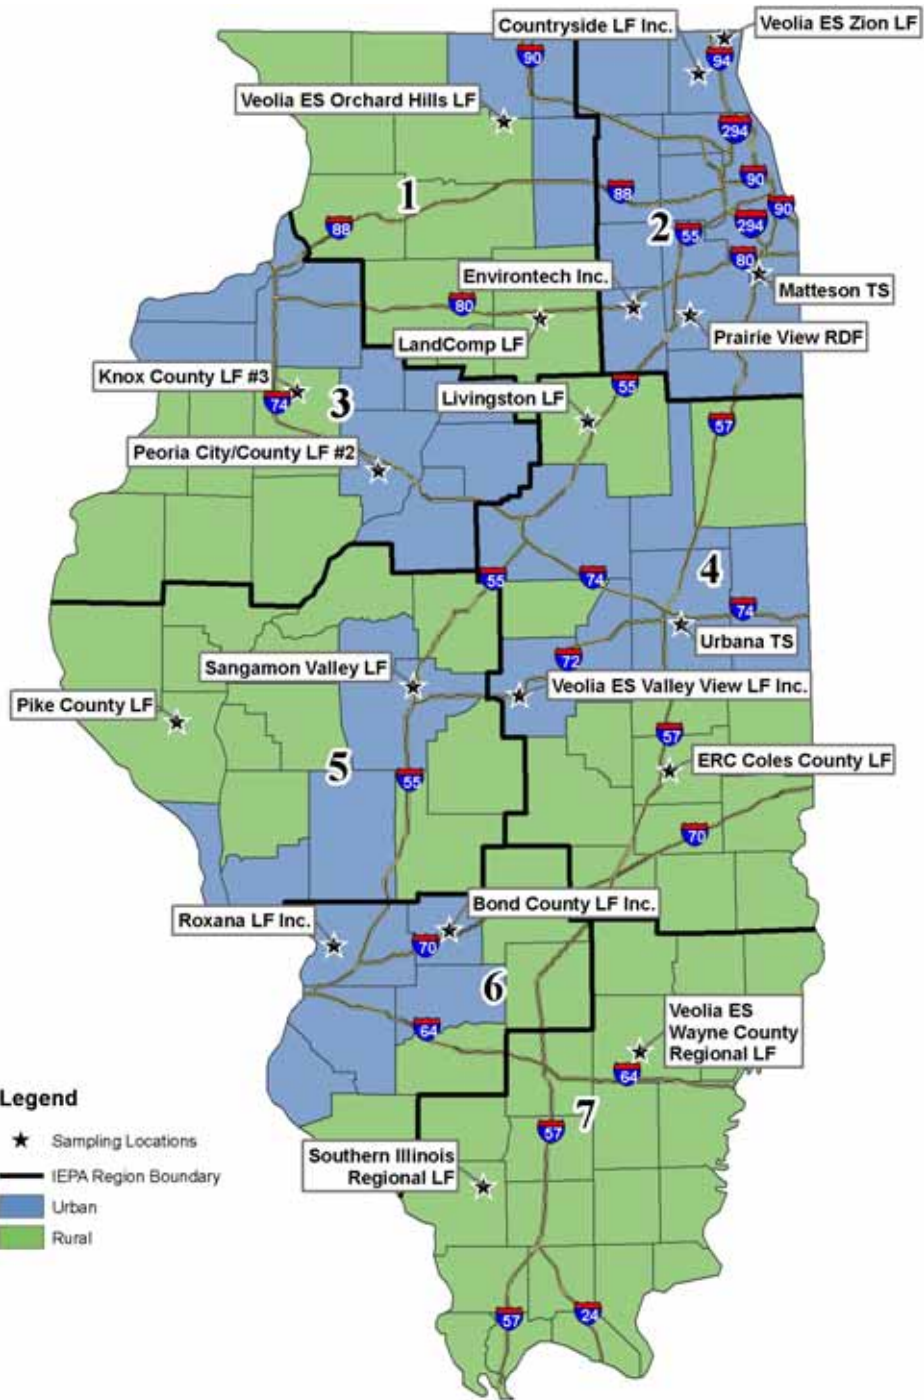 Countryside LF Inc.
Veolia ES Zion LF
90
94
Veolia ES Orchard Hills LF
294
90
1
88
2
90
88
55
294
80
Environtech Inc.
Matteson TS
80
LandComp LF
Prairie View RDF
Knox County LF #3
74
3
55
Livingston LF
57
Peoria City/County LF #2
4
55
74
74
Urbana TS
72
Sangamon Valley LF
Veolia ES Valley View LF Inc.
Pike County LF
57
5
ERC Coles County LF
55
70
Roxana LF Inc.
Bond County LF Inc.
70
6
Veolia ES
Wayne County
Regional LF
64
64
7
57
Southern Illinois
Regional LF
57
24
Legend
Sampling Locations
IEPA Region Boundary
Urban
Rural